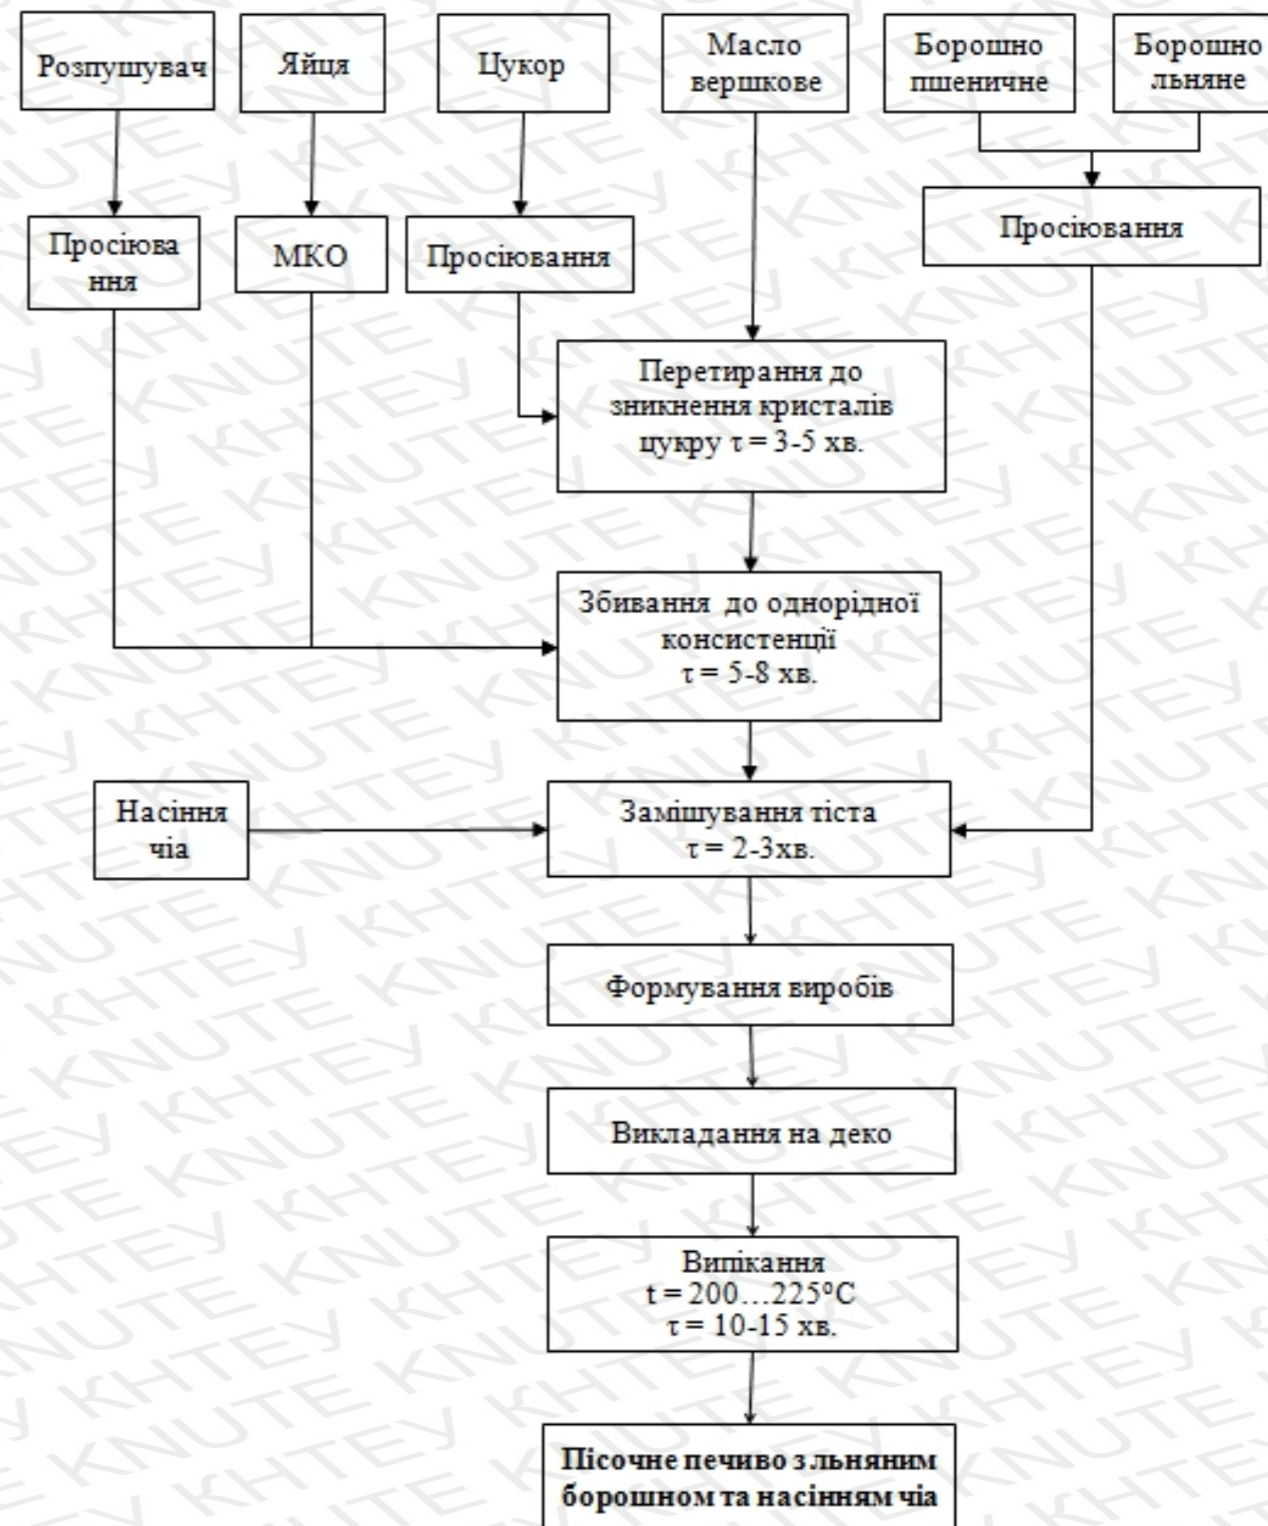 Розпушувач
Яйця
Цукор
Масло
вершкове
Борошно
пшеничне
Борошно
льняне
Просіюва
ння
МКО
Просіювання
Просіювання
Перетирання до
зникнення кристалів
цукру τ = 3-5 хв.
Збивання до однорідної
консистенції
τ = 5-8 хв.
Насіння
чіа
Замішування тіста
τ = 2-3хв.
Формування виробів
Викладання на деко
Випікання
t = 200...225°C
τ = 10-15 хв.
Пісочне печиво з льняним
борошном та насінням чіа